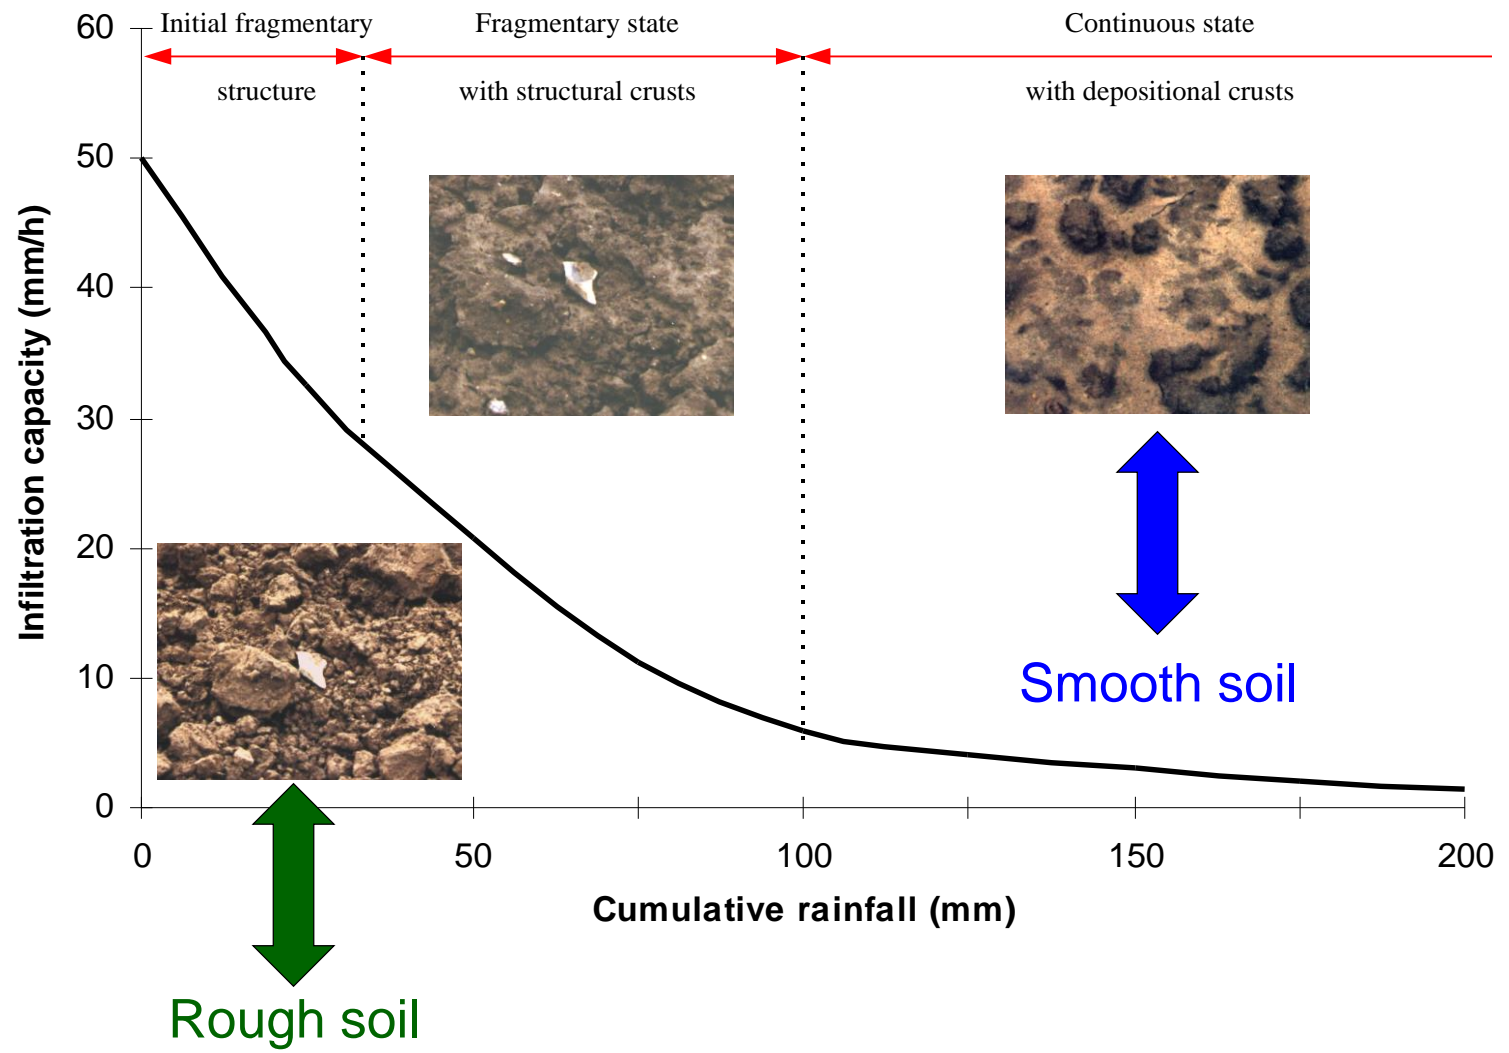 Initial fragmentary
structure
Fragmentary state
with structural crusts
Continuous state
with depositional crusts
60
50
40
30
20
10
0
Infiltration capacity (mm/h)
0 50 100 150 200
Cumulative rainfall (mm)
Smooth soil
Rough soil